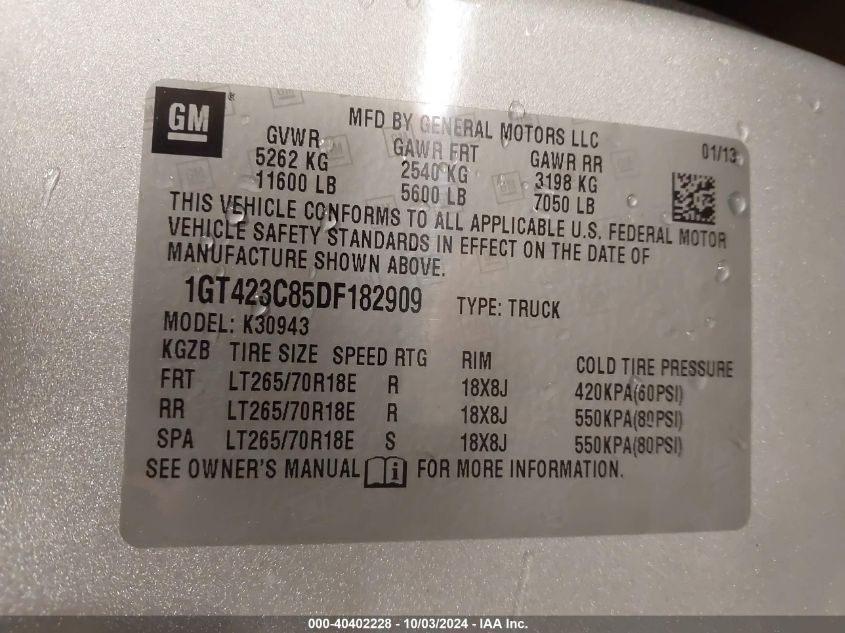 GM ®
MFD BY GENERAL MOTORS LLC
01/13
GVWR GAWR FRT GAWR RR
5262 KG 2540 KG 3198 KG
11600 LB 5600 LB 7050 LB
THIS VEHICLE CONFORMS TO ALL APPLICABLE U.S. FEDERAL MOTOR
VEHICLE SAFETY STANDARDS IN EFFECT ON THE DATE OF
MANUFACTURE SHOWN ABOVE.
1GT423C85DF182909 TYPE: TRUCK
MODEL: K30943
KGZB TIRE SIZE SPEED RTG RIM COLD TIRE PRESSURE
FRT LT265/70R18E R 18X8J 420KPA(60PSI)
RR LT265/70R18E R 18X8J 550KPA(80PSI)
SPA LT265/70R18E S 18X8J 550KPA(80PSI)
SEE OWNER'S MANUAL i FOR MORE INFORMATION.
000-40402228 - 10/03/2024 - IAA Inc.